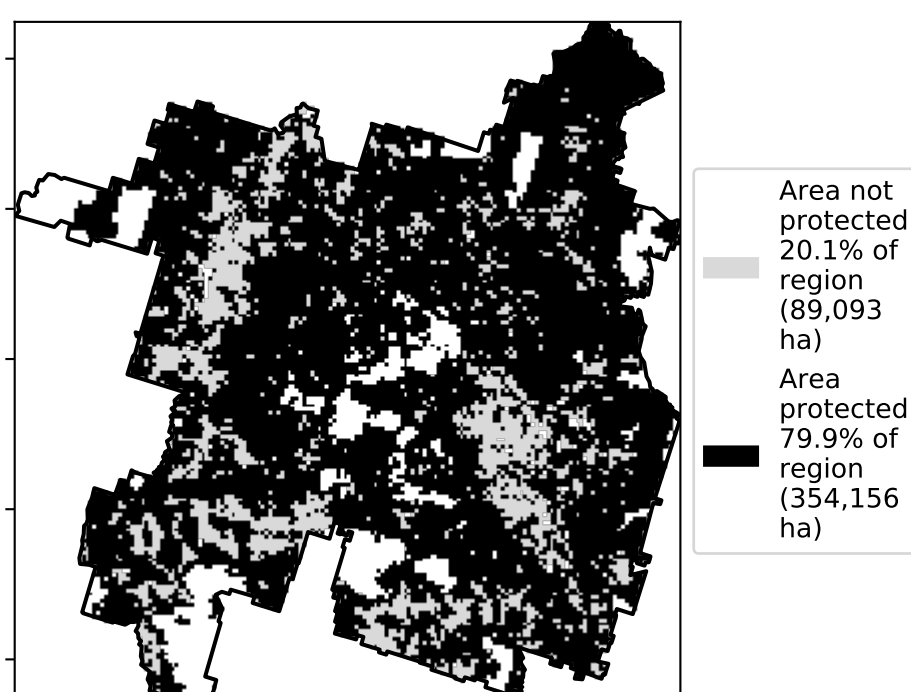 Area not
protected
20.1% of
region
(89,093
ha)
Area
protected
79.9% of
region
(354,156
ha)